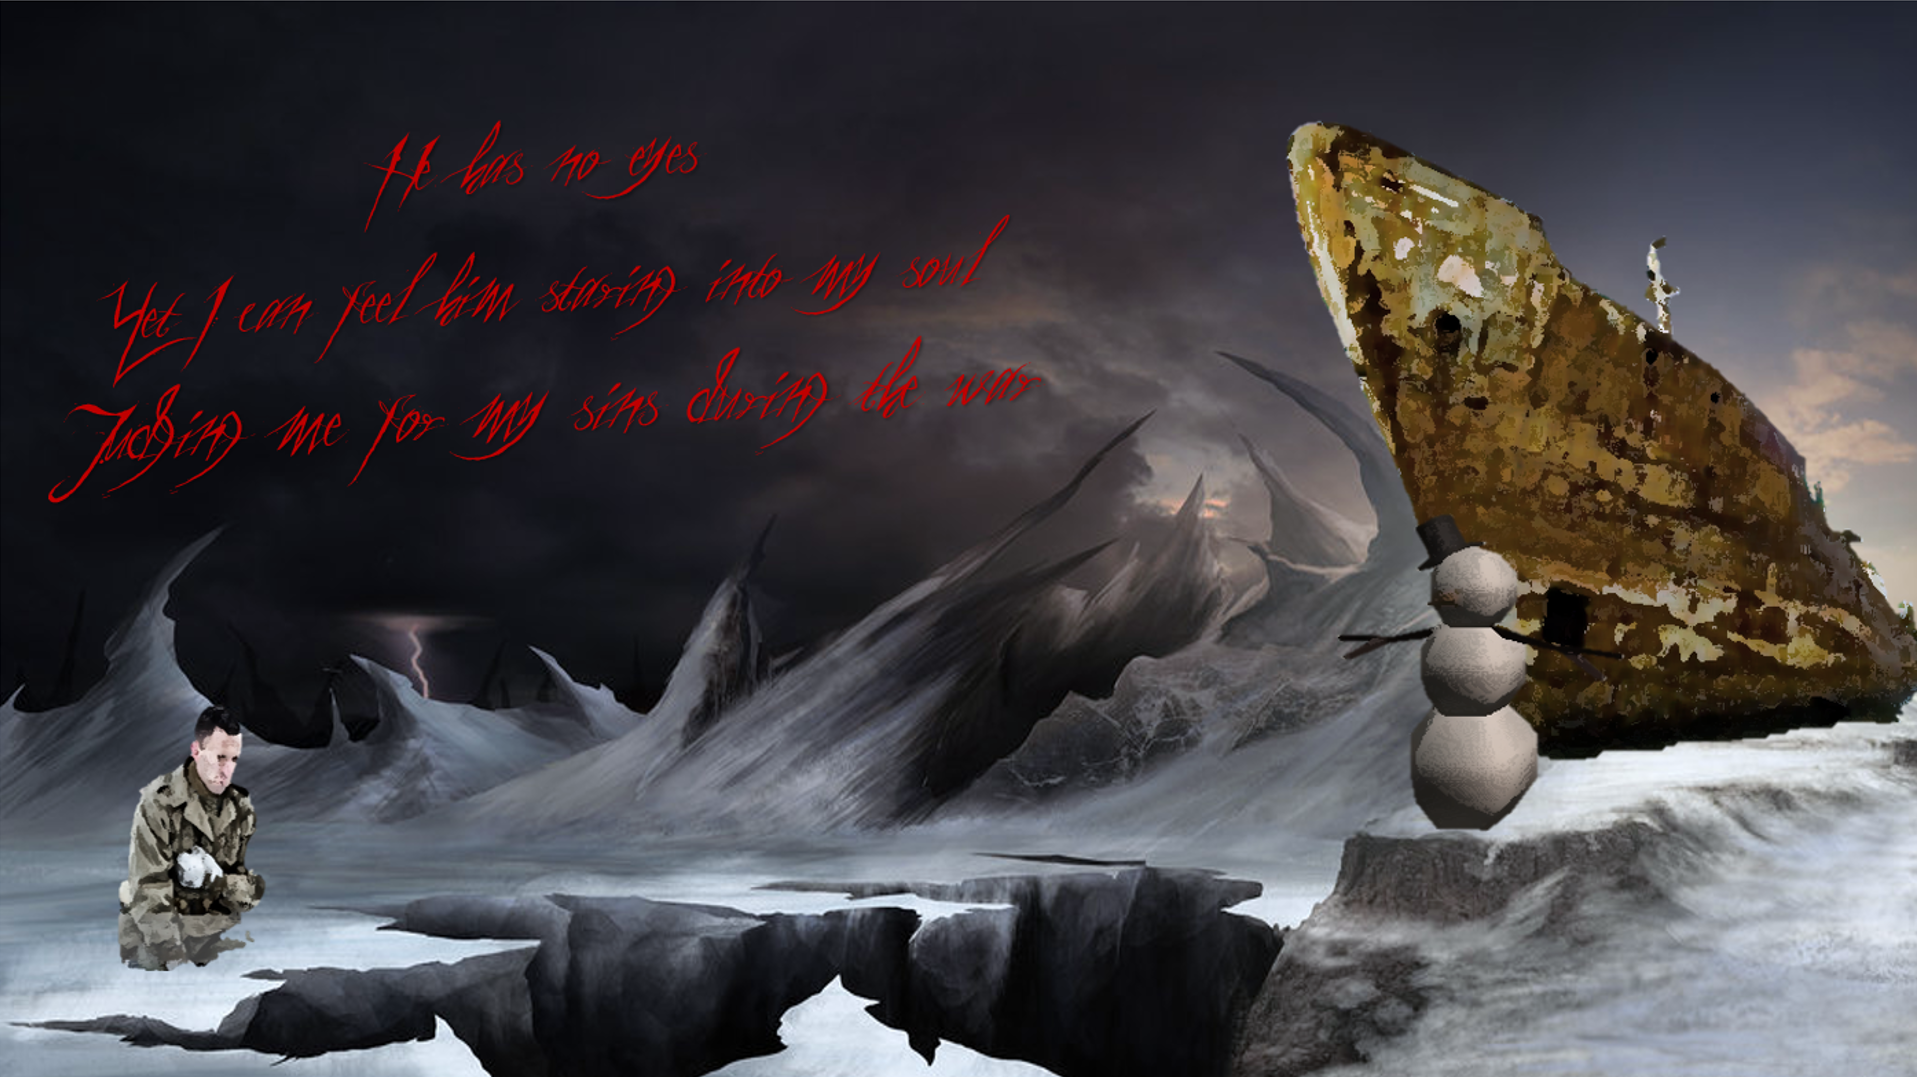 He has no eyes
Yet I can feel him staring into my soul
Judging me for my sins during the war